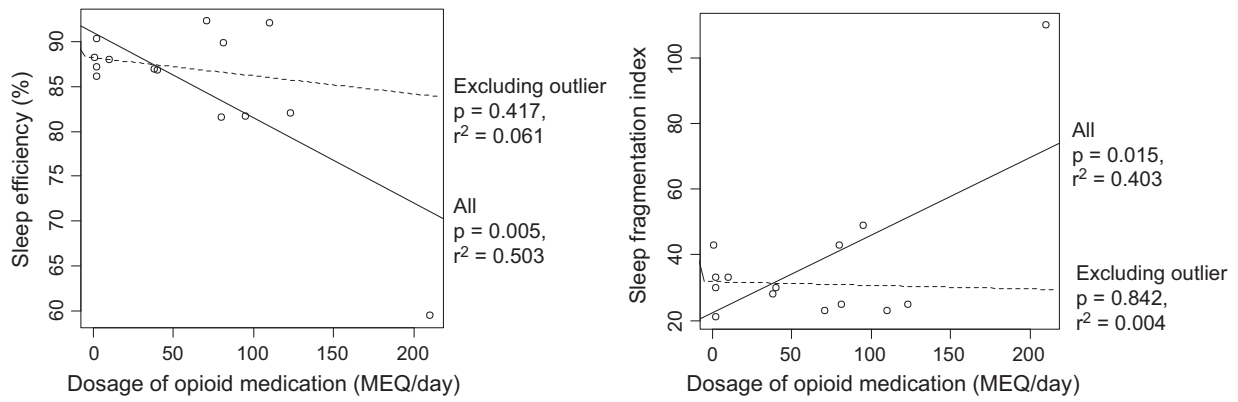 Sleep efficiency (%)
90
85
80
75
70
65
60
0 50 100 150 200
Dosage of opioid medication (MEQ/day)
Excluding outlier
p = 0.417,
r² = 0.061
All
p = 0.005,
r² = 0.503
Sleep fragmentation index
100
80
60
40
20
0 50 100 150 200
Dosage of opioid medication (MEQ/day)
All
p = 0.015,
r² = 0.403
Excluding outlier
p = 0.842,
r² = 0.004